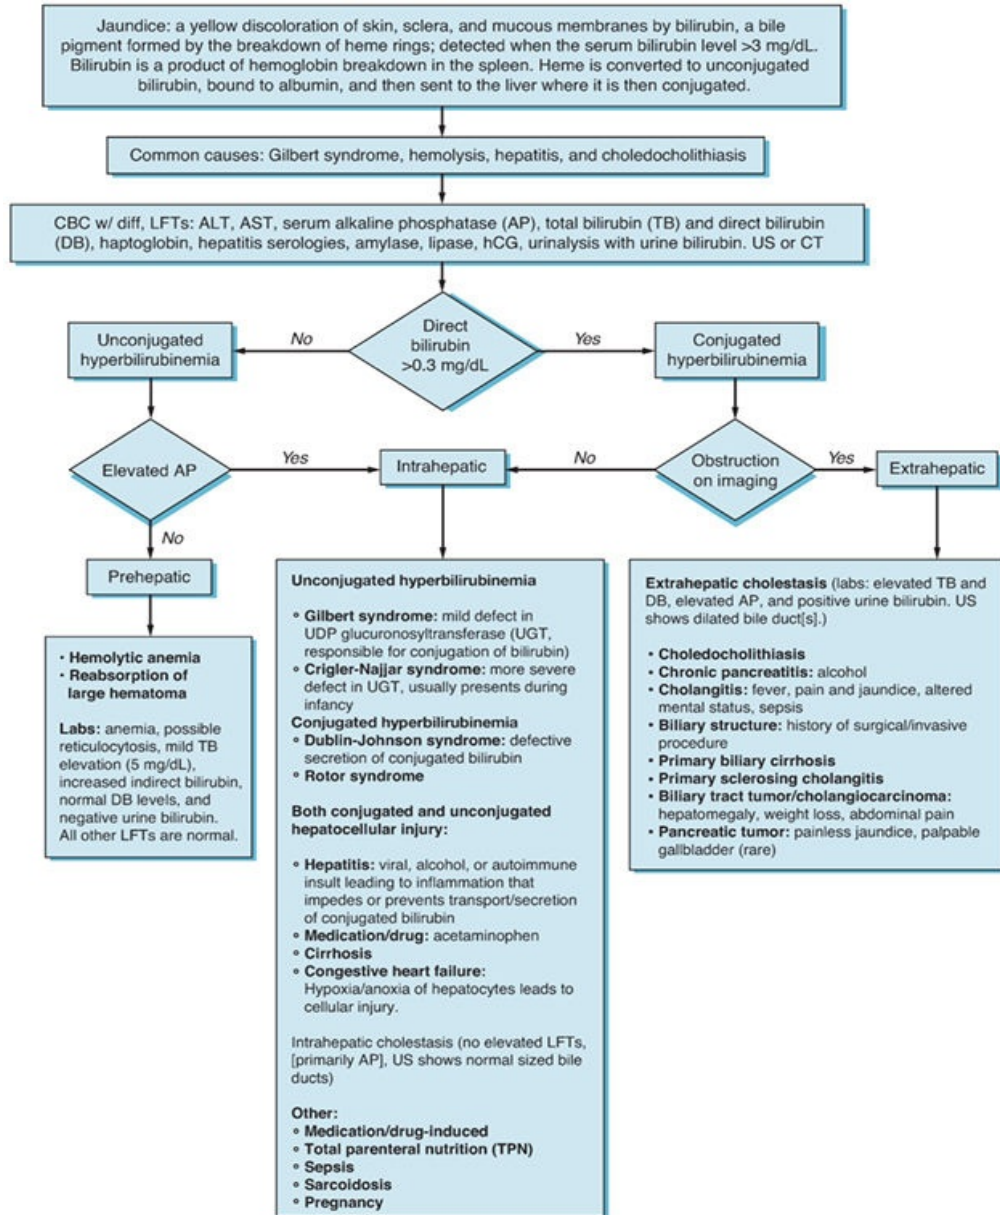 Jaundice: a yellow discoloration of skin, sclera, and mucous membranes by bilirubin, a bile
pigment formed by the breakdown of heme rings; detected when the serum bilirubin level >3 mg/dL.
Bilirubin is a product of hemoglobin breakdown in the spleen. Heme is converted to unconjugated
bilirubin, bound to albumin, and then sent to the liver where it is then conjugated.
Common causes: Gilbert syndrome, hemolysis, hepatitis, and choledocholithiasis
CBC w/ diff, LFTs: ALT, AST, serum alkaline phosphatase (AP), total bilirubin (TB) and direct bilirubin
(DB), haptoglobin, hepatitis serologies, amylase, lipase, hCG, urinalysis with urine bilirubin. US or CT
Direct
bilirubin
>0.3 mg/dL
No
Yes
Unconjugated
hyperbilirubinemia
Conjugated
hyperbilirubinemia
Elevated AP
Yes
Intrahepatic
No
Obstruction
on imaging
Yes
Extrahepatic
No
Prehepatic
• Hemolytic anemia
• Reabsorption of
large hematoma
Labs: anemia, possible
reticulocytosis, mild TB
elevation (5 mg/dL),
increased indirect bilirubin,
normal DB levels, and
negative urine bilirubin.
All other LFTs are normal.
Unconjugated hyperbilirubinemia
° Gilbert syndrome: mild defect in
UDP glucuronosyltransferase (UGT,
responsible for conjugation of bilirubin)
° Crigler-Najjar syndrome: more severe
defect in UGT, usually presents during
infancy
Conjugated hyperbilirubinemia
° Dublin-Johnson syndrome: defective
secretion of conjugated bilirubin
° Rotor syndrome
Both conjugated and unconjugated
hepatocellular injury:
° Hepatitis: viral, alcohol, or autoimmune
insult leading to inflammation that
impedes or prevents transport/secretion
of conjugated bilirubin
° Medication/drug: acetaminophen
° Cirrhosis
° Congestive heart failure:
Hypoxia/anoxia of hepatocytes leads to
cellular injury.
Intrahepatic cholestasis (no elevated LFTs,
[primarily AP], US shows normal sized bile
ducts)
Other:
° Medication/drug-induced
° Total parenteral nutrition (TPN)
° Sepsis
° Sarcoidosis
° Pregnancy
Extrahepatic cholestasis (labs: elevated TB and
DB, elevated AP, and positive urine bilirubin. US
shows dilated bile duct[s].)
• Choledocholithiasis
• Chronic pancreatitis: alcohol
• Cholangitis: fever, pain and jaundice, altered
mental status, sepsis
• Biliary structure: history of surgical/invasive
procedure
• Primary biliary cirrhosis
• Primary sclerosing cholangitis
• Biliary tract tumor/cholangiocarcinoma:
hepatomegaly, weight loss, abdominal pain
• Pancreatic tumor: painless jaundice, palpable
gallbladder (rare)